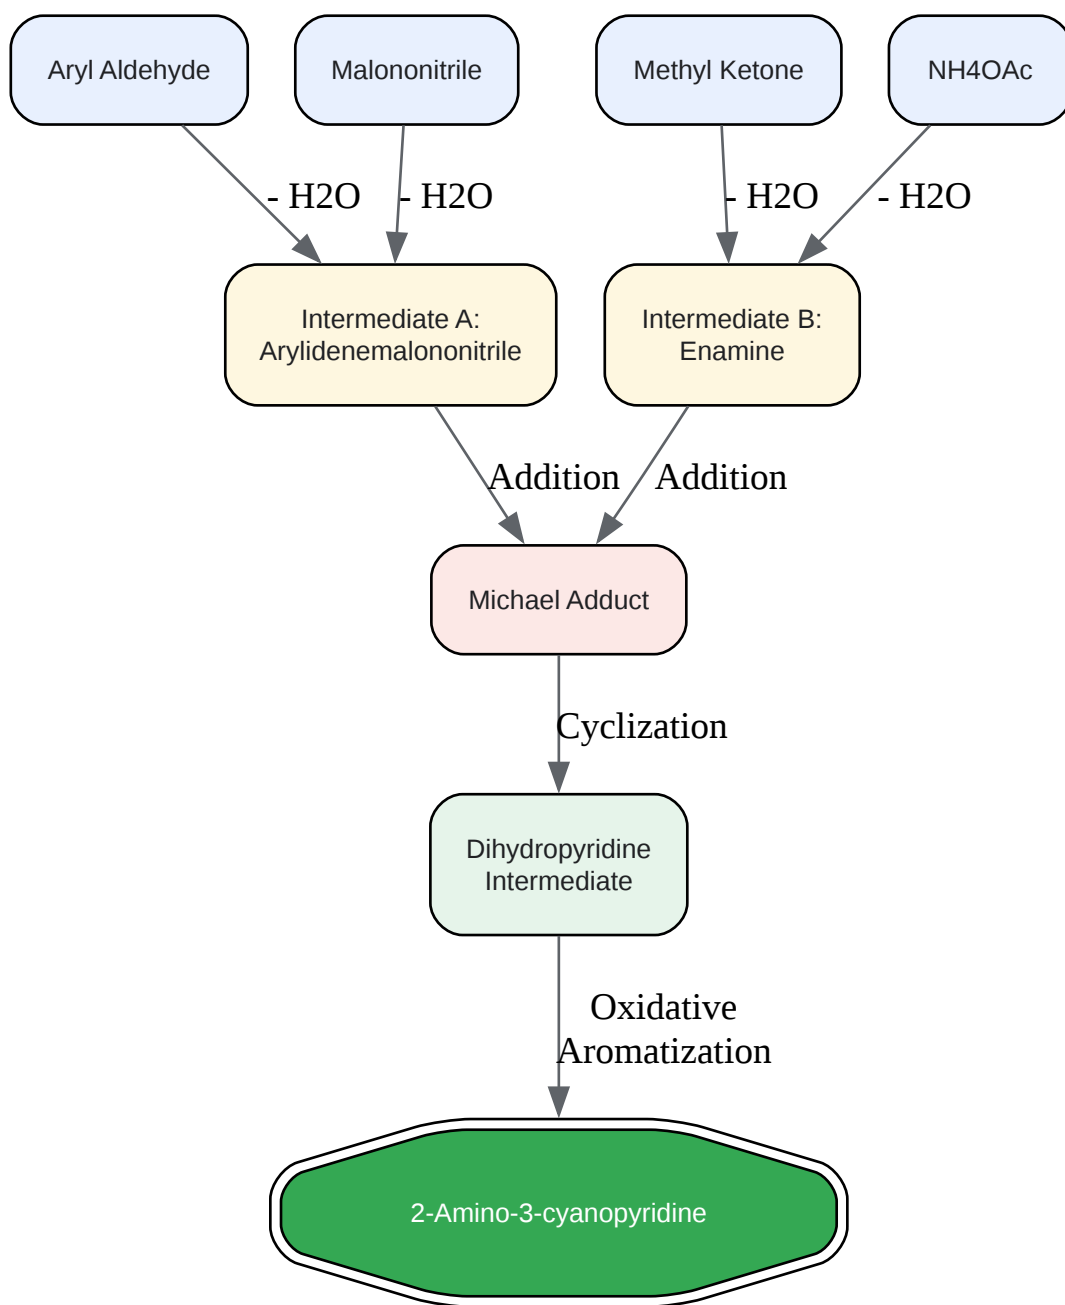 Aryl Aldehyde
Malononitrile
Methyl Ketone
NH4OAc
- H2O
- H2O
- H2O
- H2O
Intermediate A:
Arylidenemalononitrile
Intermediate B:
Enamine
Addition
Addition
Michael Adduct
Cyclization
Dihydropyridine
Intermediate
Oxidative
Aromatization
2-Amino-3-cyanopyridine